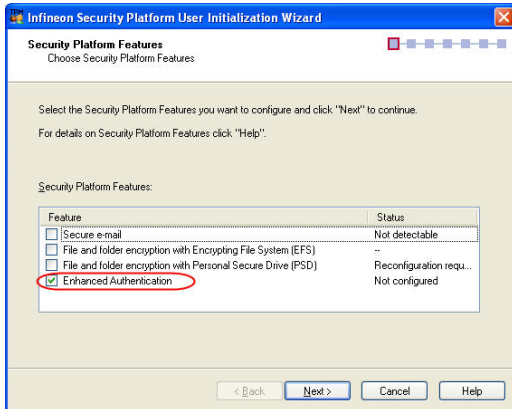 Infineon Security Platform User Initialization Wizard
Security Platform Features
Choose Security Platform Features
Select the Security Platform Features you want to configure and click "Next" to continue.
For details on Security Platform Features click "Help".
Security Platform Features:
Feature Status
Secure e-mail Not detectable
File and folder encryption with Encrypting File System (EFS) --
File and folder encryption with Personal Secure Drive (PSD) Reconfiguration requ...
Enhanced Authentication Not configured
< Back Next > Cancel Help